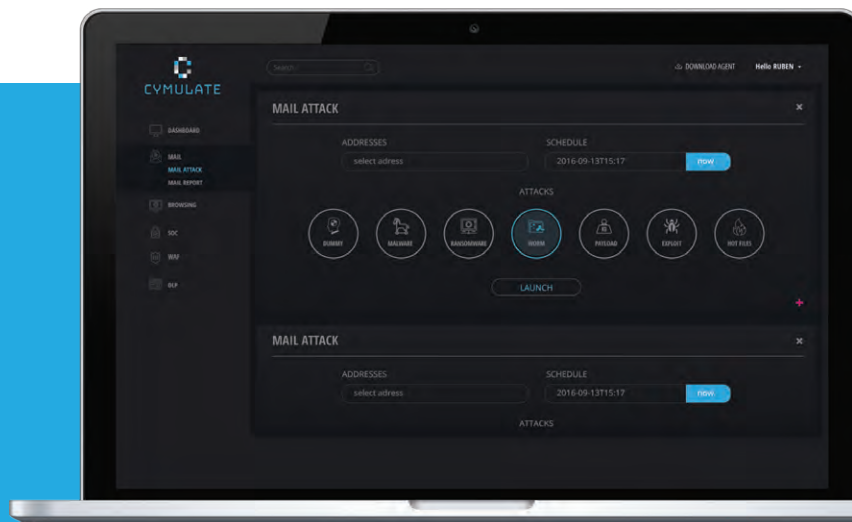 CYMULATE
Search
DOWNLOAD AGENT
Hello RUBEN
DASHBOARD
MAIL
MAIL ATTACK
MAIL REPORT
BROWSING
SOC
WAF
DLP
MAIL ATTACK
ADDRESSES
SCHEDULE
select adress
2016-09-13T15:17
now
ATTACKS
DUMMY
MALWARE
RANSOMWARE
WORM
PAYLOAD
EXPLOIT
HOT FILES
LAUNCH
MAIL ATTACK
ADDRESSES
SCHEDULE
select adress
2016-09-13T15:17
now
ATTACKS